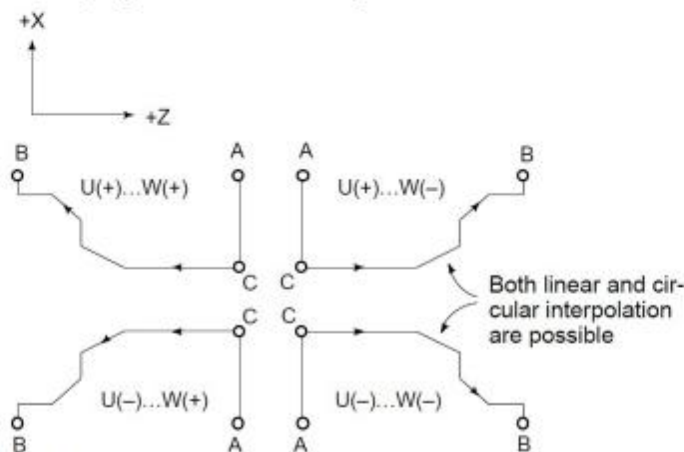 +X
+Z
B
A
A
B
U(+)...W(+)
U(+)...W(–)
C
C
Both linear and cir-
cular interpolation
are possible
C
C
U(–)...W(+)
U(–)...W(–)
B
A
A
B